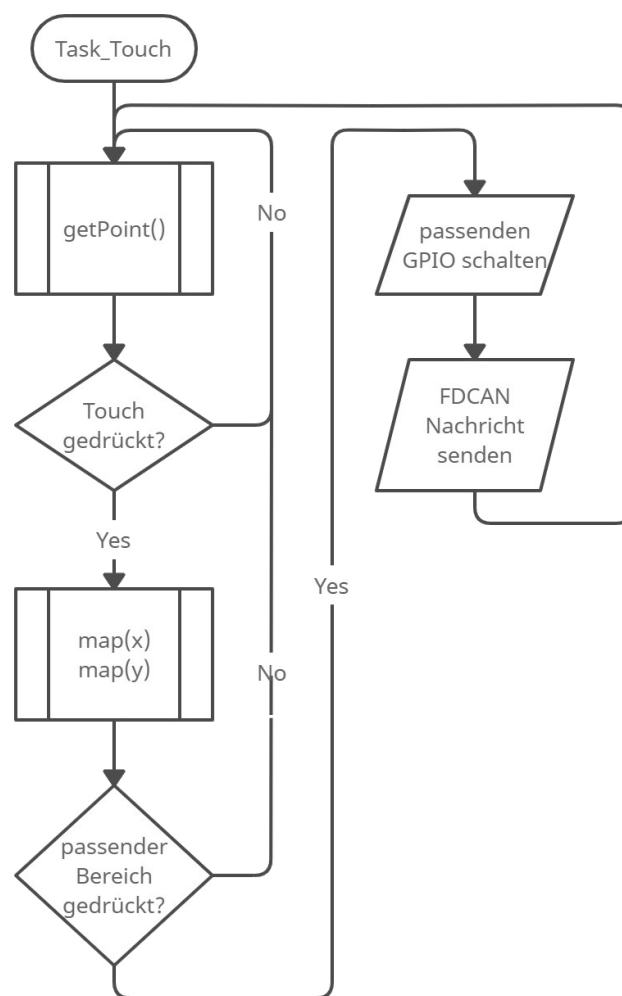 Task_Touch
getPoint()
No
Touch
gedrückt?
Yes
map(x)
map(y)
No
passender
Bereich
gedrückt?
Yes
passenden
GPIO schalten
FDCAN
Nachricht
senden